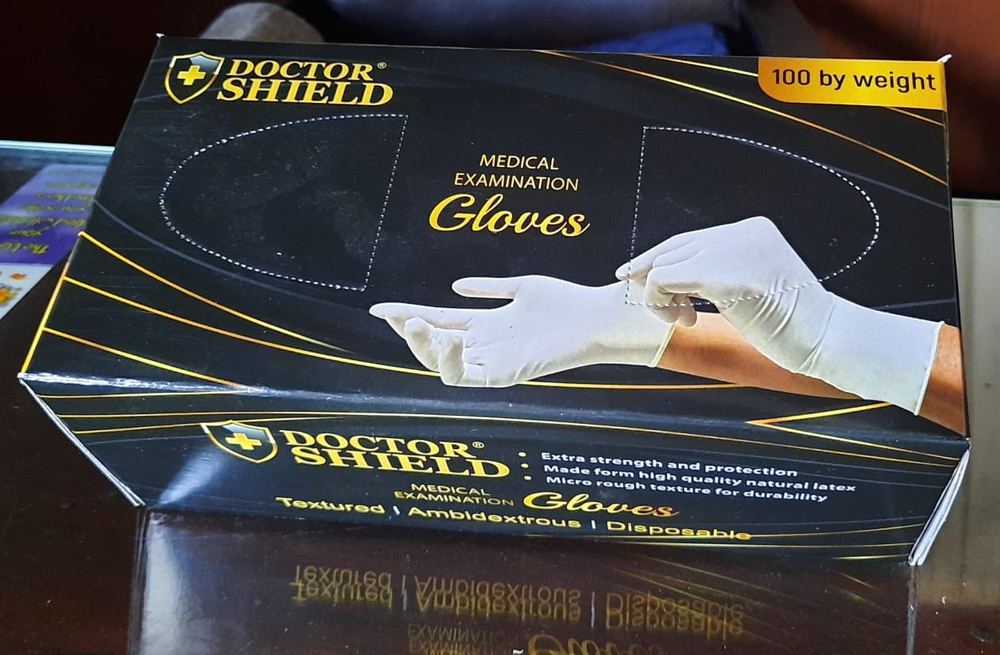 DOCTOR®
SHIELD
100 by weight
MEDICAL
EXAMINATION
Gloves
DOCTOR®
SHIELD
• Extra strength and protection
• Made form high quality natural latex
• Micro rough texture for durability
MEDICAL
EXAMINATION Gloves
Textured | Ambidextrous | Disposable